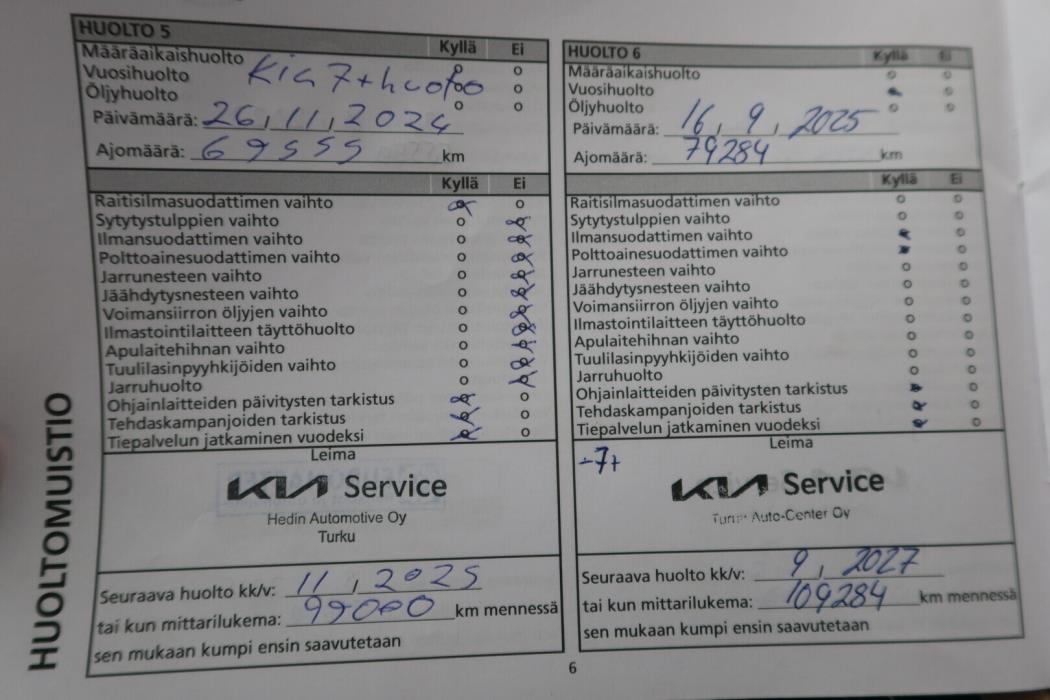 HUOLTOMUISTIO
HUOLTO 5
Kyllä Ei
Määräaikaishuolto
Vuosihuolto
Kia 7+ huolto
Öljyhuolto
Päivämäärä: 26, 11, 2024
Ajomäärä: 69555 km
Kyllä Ei
Raitisilmasuodattimen vaihto
Sytytystulppien vaihto
Ilmansuodattimen vaihto
Polttoainesuodattimen vaihto
Jarrunesteen vaihto
Jäähdytysnesteen vaihto
Voimansiirron öljyjen vaihto
Ilmastointilaitteen täyttöhuolto
Apulaitehihnan vaihto
Tuulilasinpyyhkijöiden vaihto
Jarruhuolto
Ohjainlaitteiden päivitysten tarkistus
Tehdaskampanjoiden tarkistus
Tiepalvelun jatkaminen vuodeksi
Leima
KIA Service
Hedin Automotive Oy
Turku
Seuraava huolto kk/v: 11, 2025
tai kun mittarilukema: 99000 km mennessä
sen mukaan kumpi ensin saavutetaan
HUOLTO 6
Kyllä Ei
Määräaikaishuolto
Vuosihuolto
Öljyhuolto
Päivämäärä: 16, 9, 2025
Ajomäärä: 79284 km
Kyllä Ei
Raitisilmasuodattimen vaihto
Sytytystulppien vaihto
Ilmansuodattimen vaihto
Polttoainesuodattimen vaihto
Jarrunesteen vaihto
Jäähdytysnesteen vaihto
Voimansiirron öljyjen vaihto
Ilmastointilaitteen täyttöhuolto
Apulaitehihnan vaihto
Tuulilasinpyyhkijöiden vaihto
Jarruhuolto
Ohjainlaitteiden päivitysten tarkistus
Tehdaskampanjoiden tarkistus
Tiepalvelun jatkaminen vuodeksi
Leima
-7+
KIA Service
Auto-Center Oy
Seuraava huolto kk/v: 9, 2027
tai kun mittarilukema: 109284 km mennessä
sen mukaan kumpi ensin saavutetaan
6